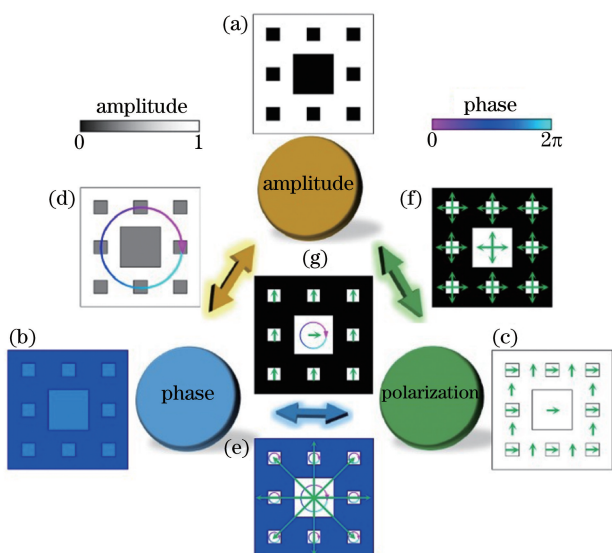 (a)
amplitude
0 1
phase
0 2π
amplitude
(d)
(f)
(g)
(b)
(c)
phase
polarization
(e)